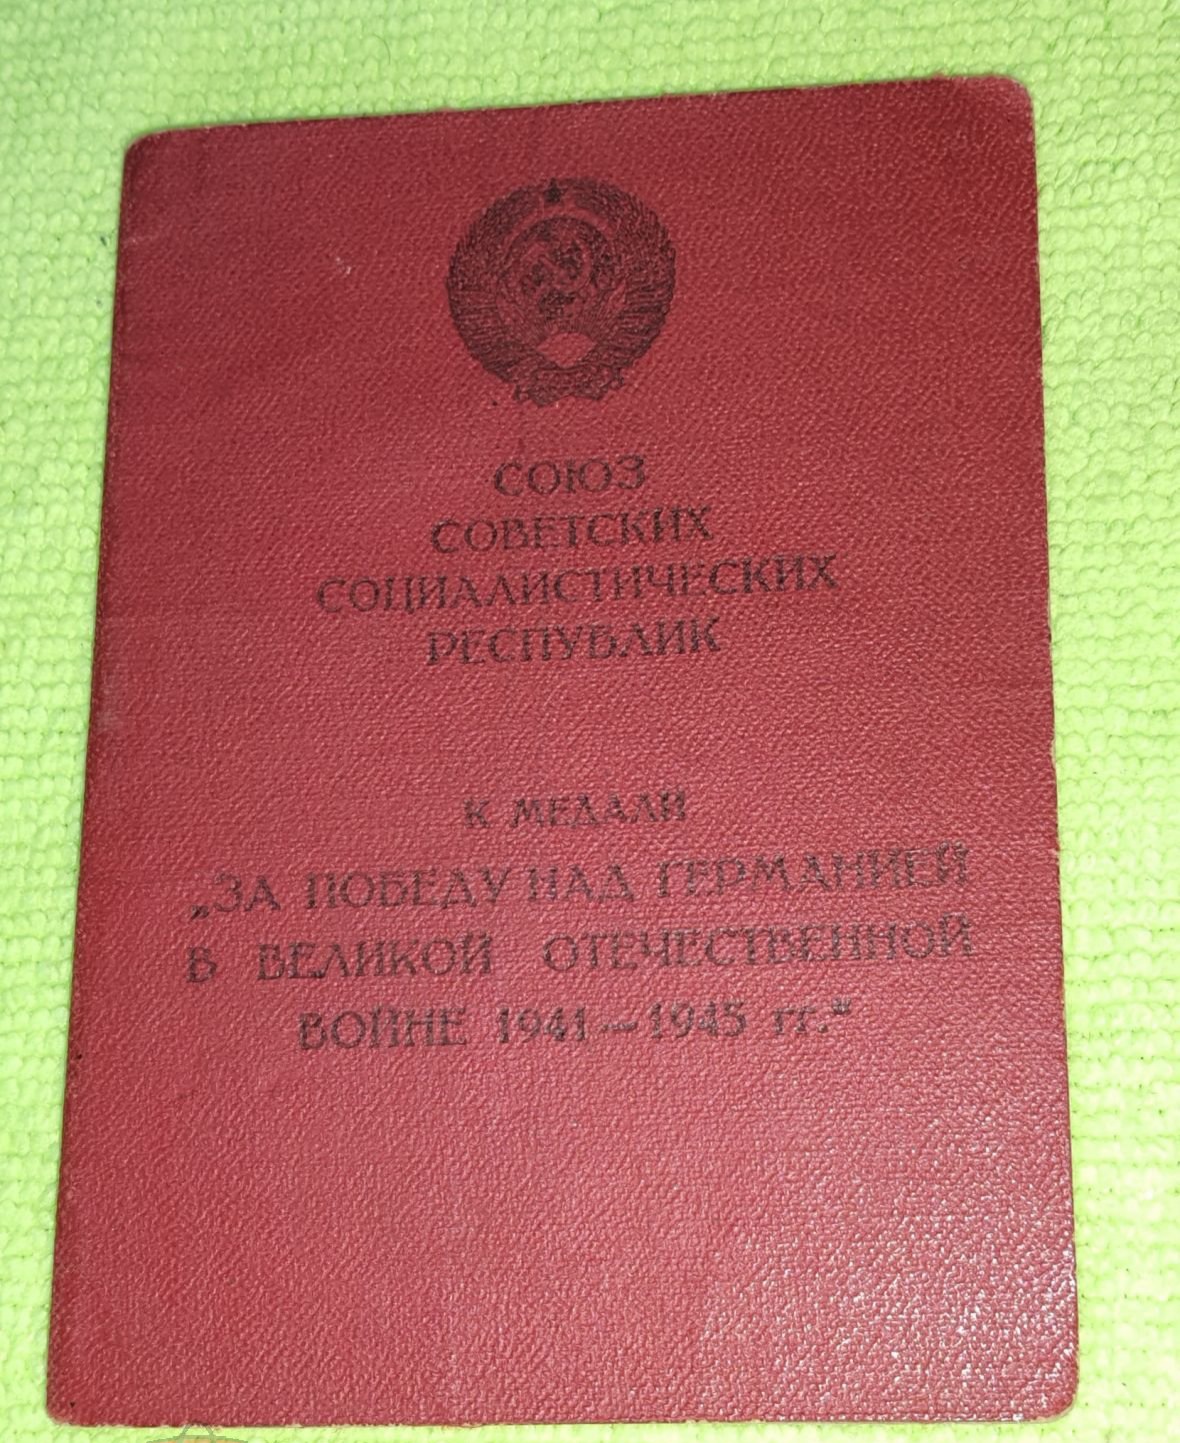 СОЮЗ
СОВЕТСКИХ
СОЦИАЛИСТИЧЕСКИХ
РЕСПУБЛИК
К МЕДАЛИ
„ЗА ПОБЕДУ НАД ГЕРМАНИЕЙ
В ВЕЛИКОЙ ОТЕЧЕСТВЕННОЙ
ВОЙНЕ 1941—1945 гг.“